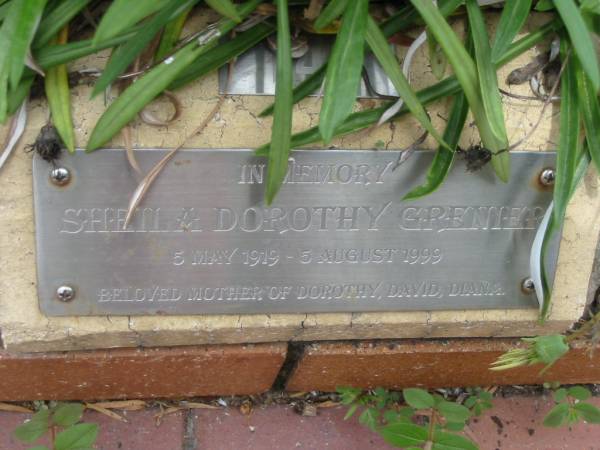 IN MEMORY
SHEILA DOROTHY GRENIER
5 MAY 1919 - 5 AUGUST 1999
BELOVED MOTHER OF DOROTHY, DAVID, DIANA.